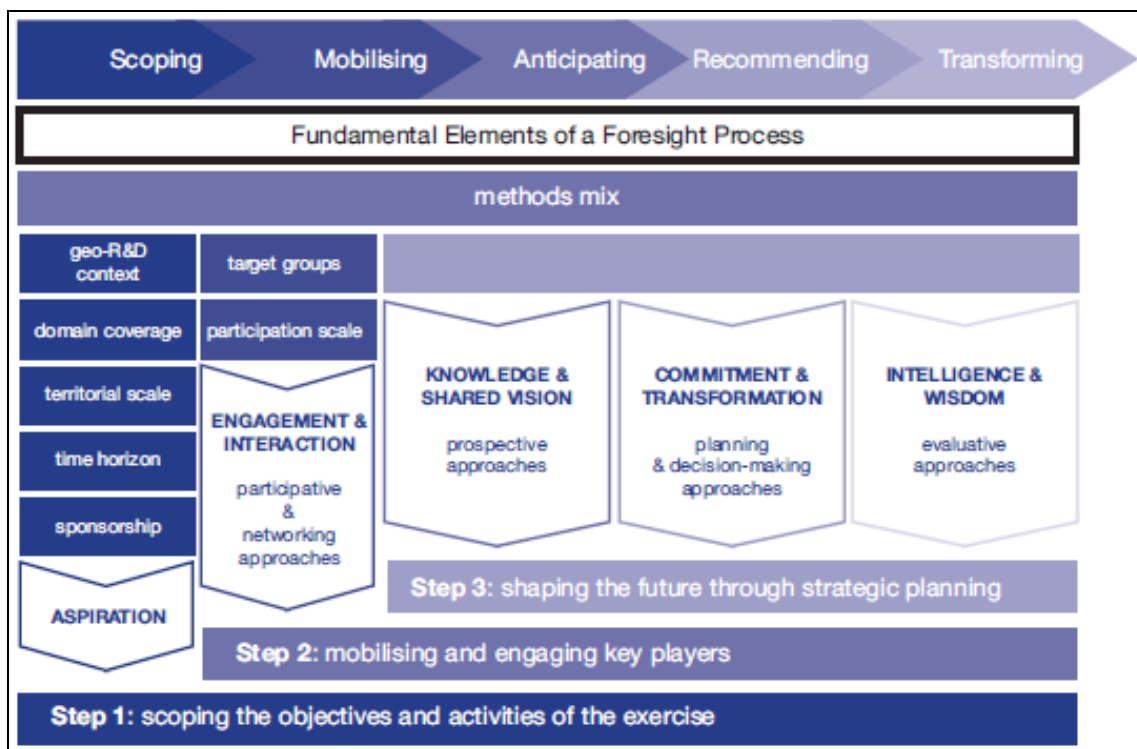 Scoping
Mobilising
Anticipating
Recommending
Transforming
Fundamental Elements of a Foresight Process
methods mix
geo-R&D
context
target groups
domain coverage
participation scale
territorial scale
time horizon
sponsorship
ASPIRATION
ENGAGEMENT &
INTERACTION
participative
&
networking
approaches
KNOWLEDGE &
SHARED VISION
prospective
approaches
COMMITMENT &
TRANSFORMATION
planning
& decision-making
approaches
INTELLIGENCE &
WISDOM
evaluative
approaches
Step 3: shaping the future through strategic planning
Step 2: mobilising and engaging key players
Step 1: scoping the objectives and activities of the exercise